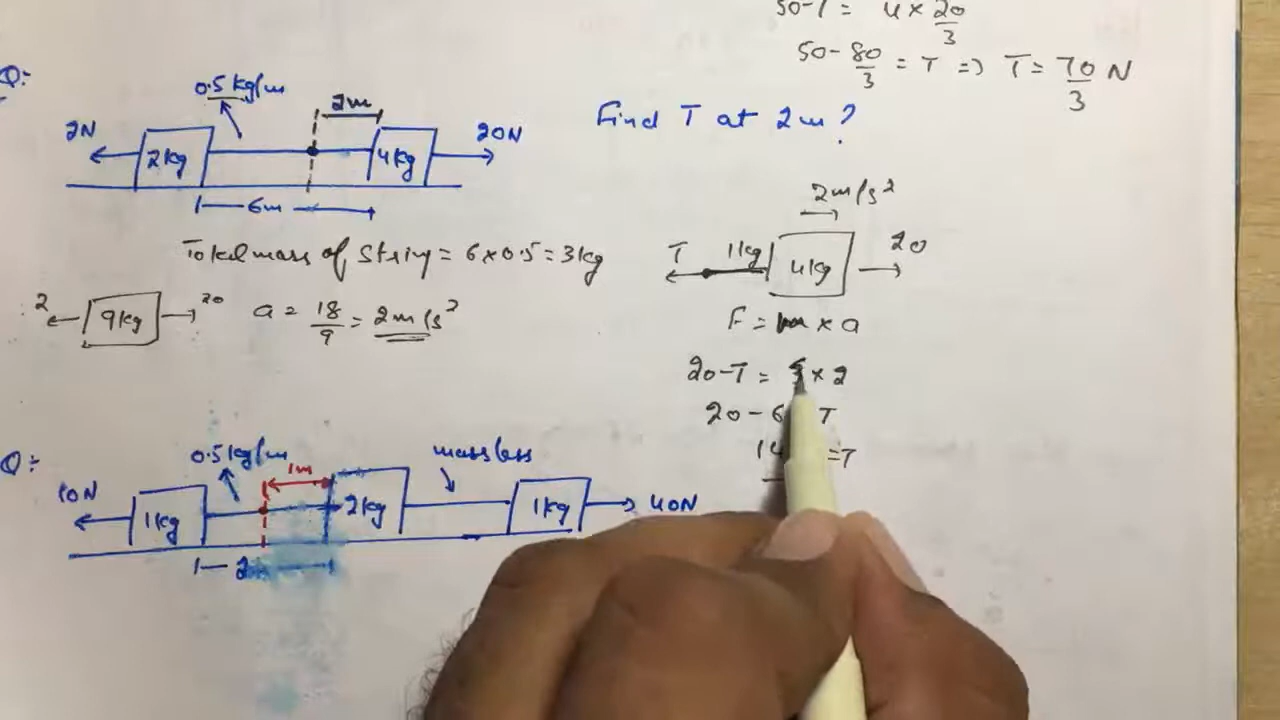 50-T = 4 × 20/3
50 - 80/3 = T => T = 70/3 N
Q:
0.5 kg/m
2m
2N
2kg
4kg
20N
6m
Find T at 2m?
Total mass of string = 6×0.5 = 3kg
2
9kg
20
a = 18/9 = 2m/s²
2m/s²
T
1kg
4kg
20
F = m × a
20-T = 5 × 2
20 - 6 T
14 =T
Q:
0.5 kg/m
1m
massless
10N
1kg
2kg
1kg
40N